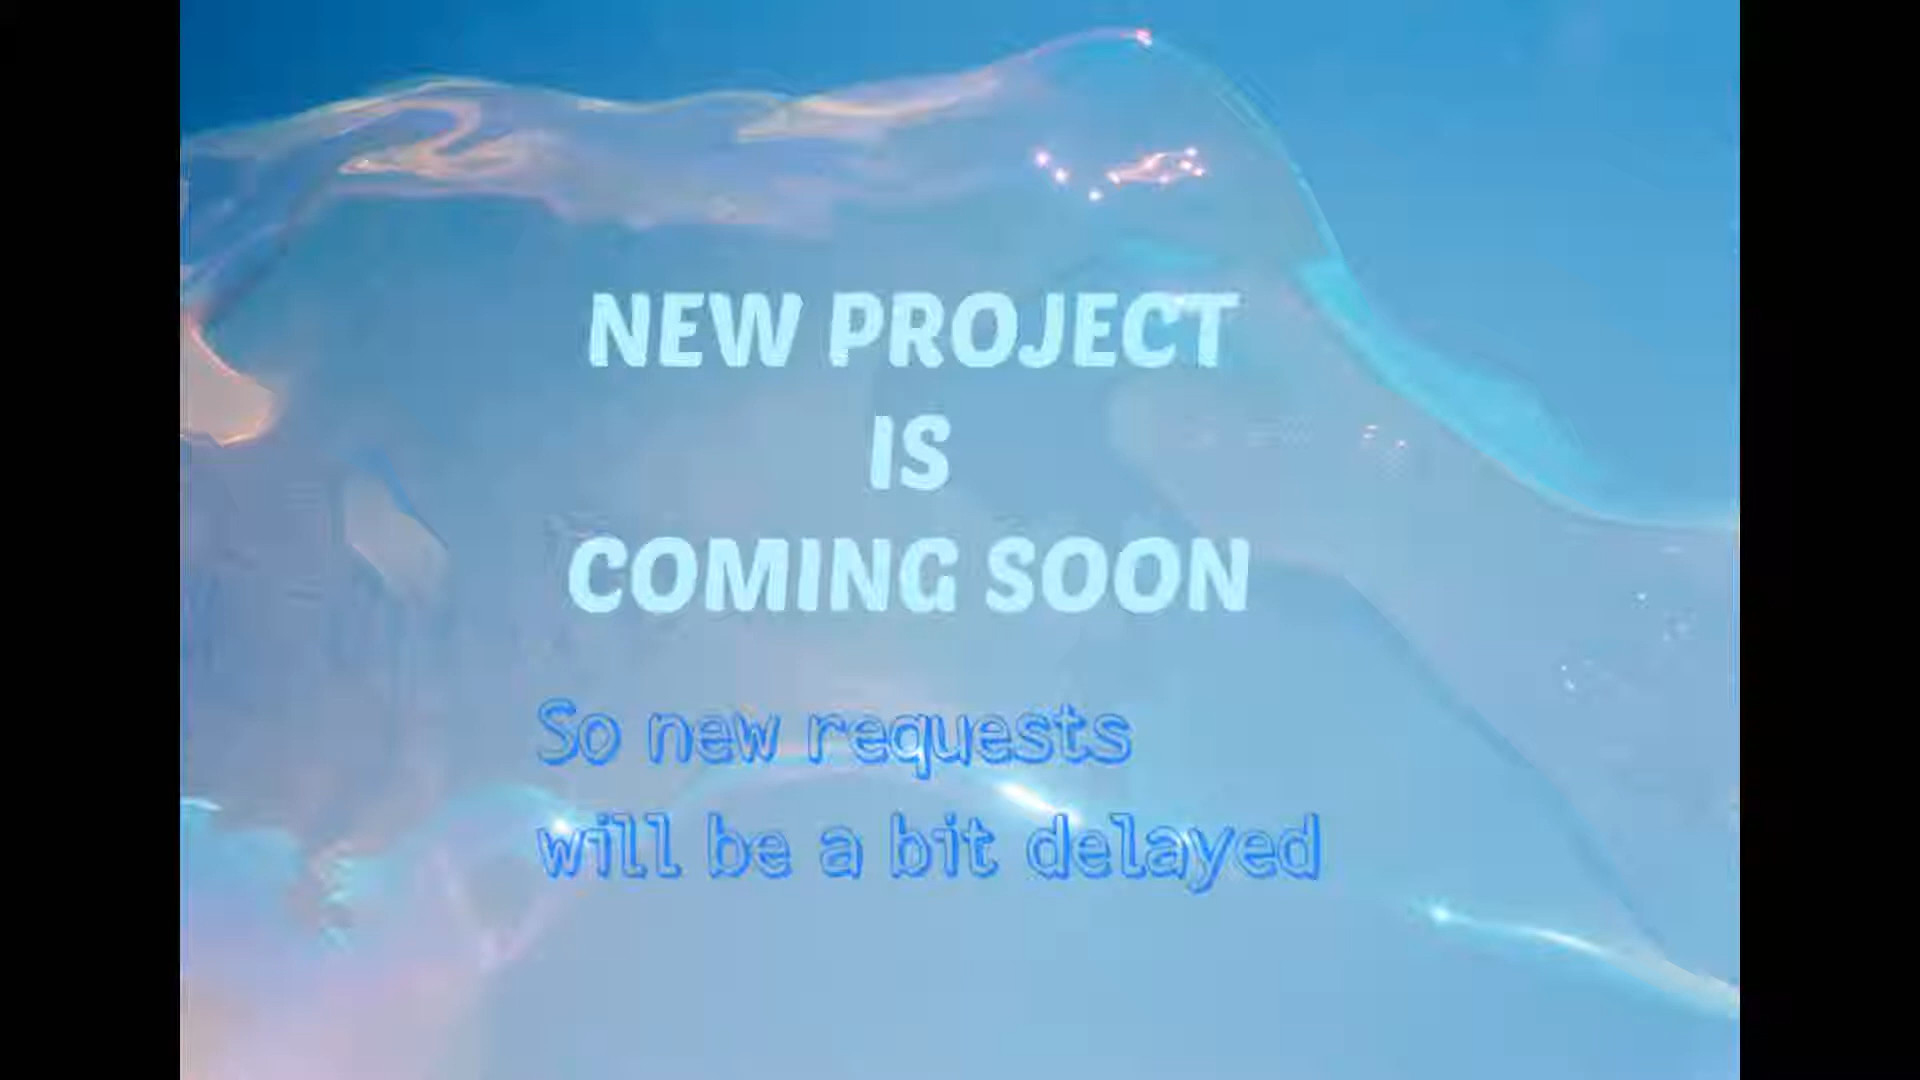 NEW PROJECT
IS
COMING SOON
So new requests
will be a bit delayed